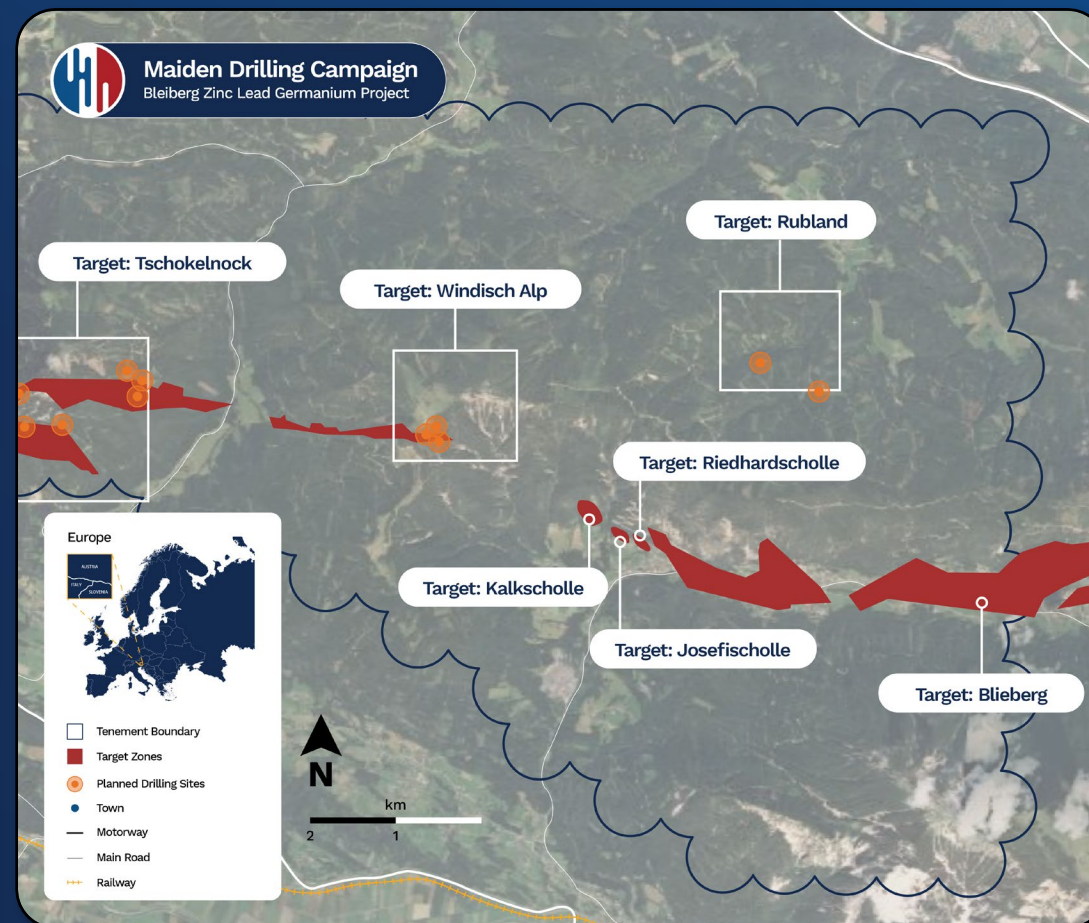 Maiden Drilling Campaign
Bleiberg Zinc Lead Germanium Project
Target: Rubland
Target: Tschokelnock
Target: Windisch Alp
Target: Riedhardscholle
Target: Kalkscholle
Target: Josefischolle
Target: Blieberg
Europe
AUSTRIA
ITALY
SLOVENIA
Tenement Boundary
Target Zones
Planned Drilling Sites
Town
Motorway
Main Road
Railway
N
km
2 1